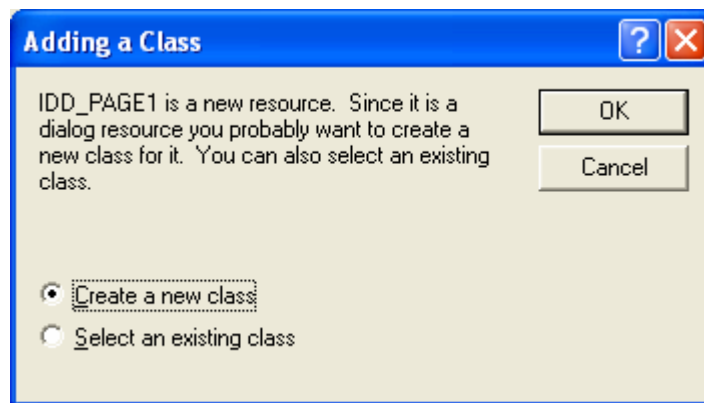 Adding a Class
IDD_PAGE1 is a new resource.  Since it is a
dialog resource you probably want to create a
new class for it.  You can also select an existing
class.
OK
Cancel
Create a new class
Select an existing class